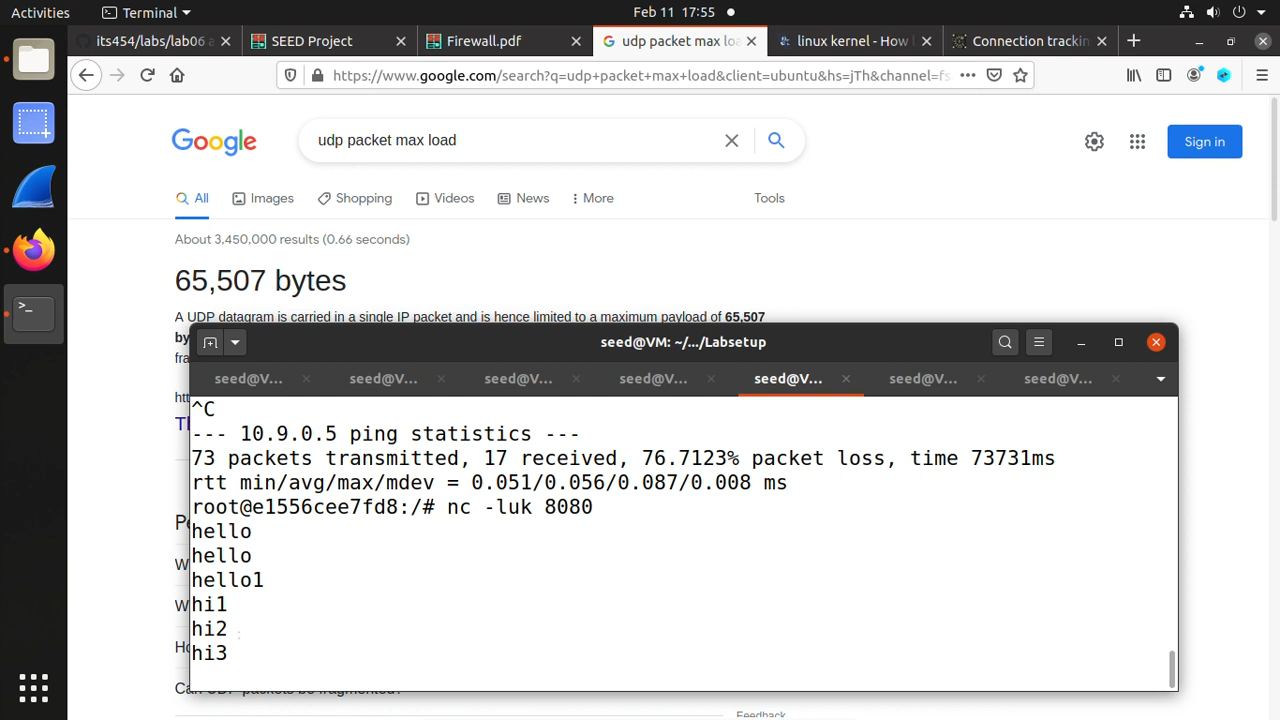 Activities
Terminal
Feb 11 17:55
its454/labs/lab06 a
SEED Project
Firewall.pdf
udp packet max loa
linux kernel - How
Connection trackin
https://www.google.com/search?q=udp+packet+max+load&client=ubuntu&hs=jTh&channel=fs
Google
udp packet max load
Sign in
All
Images
Shopping
Videos
News
More
Tools
About 3,450,000 results (0.66 seconds)
65,507 bytes
A UDP datagram is carried in a single IP packet and is hence limited to a maximum payload of 65,507
seed@VM: ~/.../Labsetup
seed@V...
seed@V...
seed@V...
seed@V...
seed@V...
seed@V...
seed@V...
^C
--- 10.9.0.5 ping statistics ---
73 packets transmitted, 17 received, 76.7123% packet loss, time 73731ms
rtt min/avg/max/mdev = 0.051/0.056/0.087/0.008 ms
root@e1556cee7fd8:/# nc -luk 8080
hello
hello
hello1
hi1
hi2
hi3
Feedback